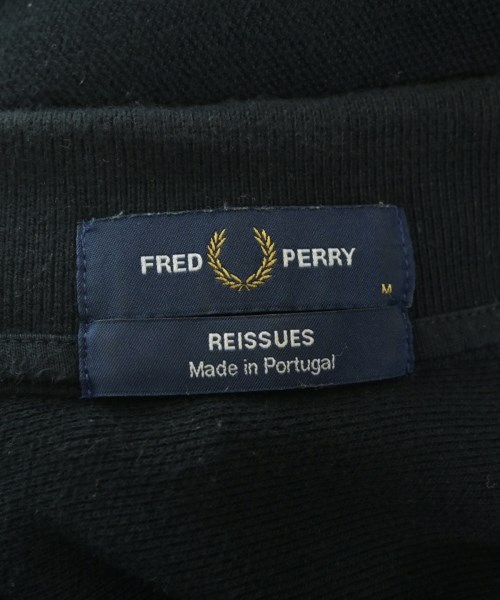 FRED PERRY
M
REISSUES
Made in Portugal